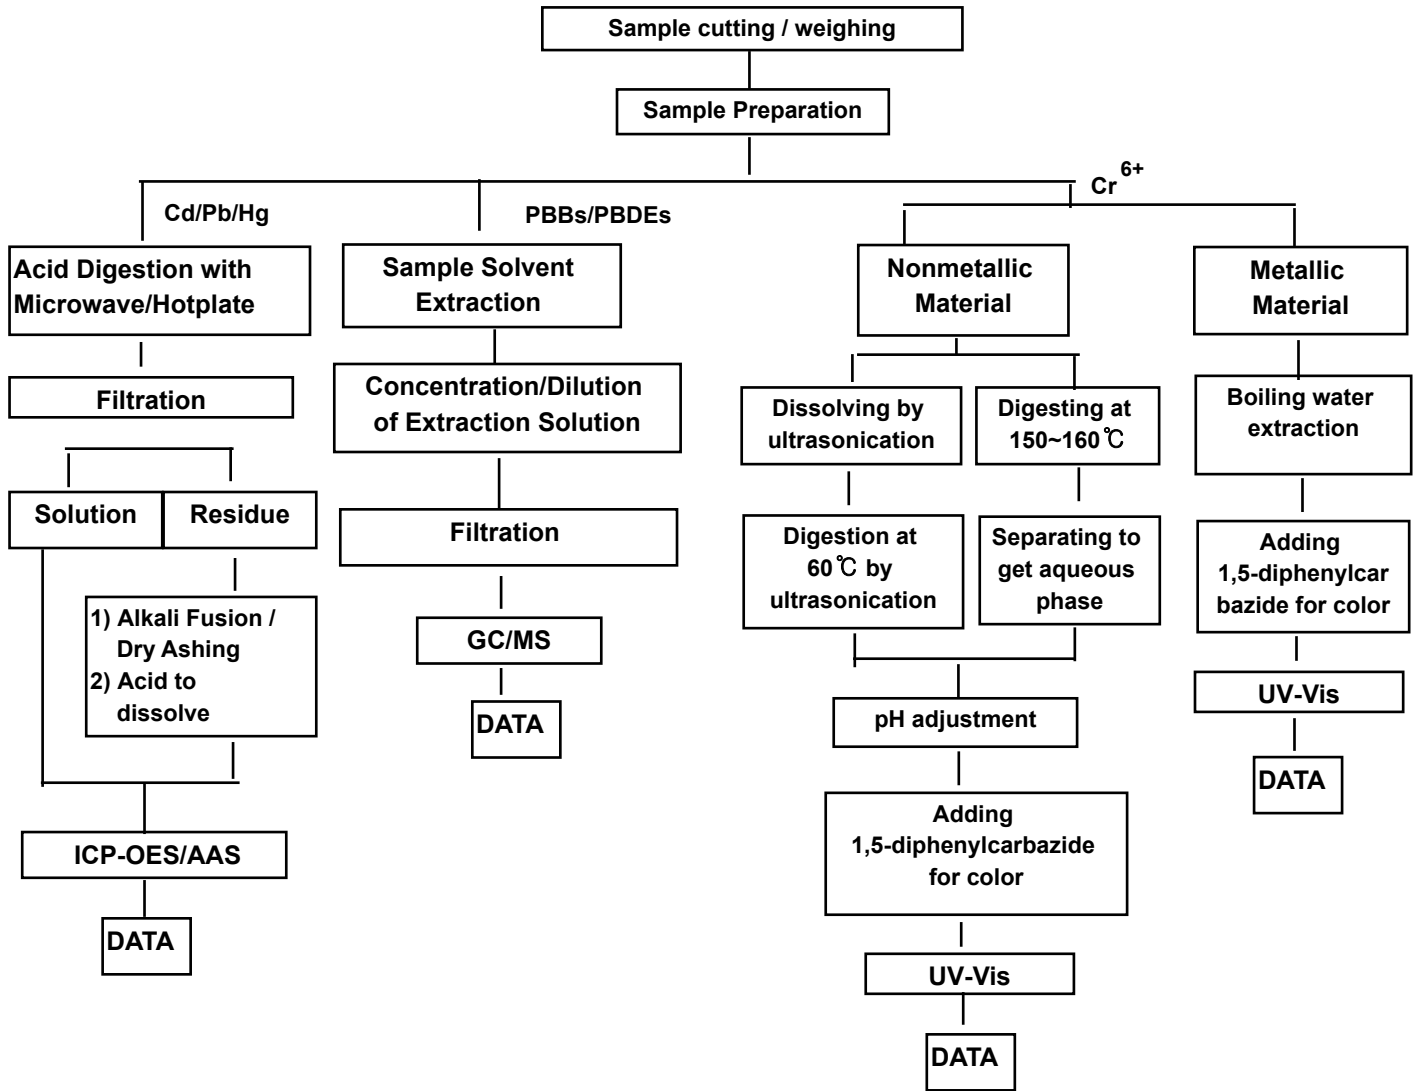 Sample cutting / weighing
Sample Preparation
Cd/Pb/Hg
PBBs/PBDEs
Cr 6+
Acid Digestion with
Microwave/Hotplate
Filtration
Solution
Residue
1) Alkali Fusion /
Dry Ashing
2) Acid to
dissolve
ICP-OES/AAS
DATA
Sample Solvent
Extraction
Concentration/Dilution
of Extraction Solution
Filtration
GC/MS
DATA
Nonmetallic
Material
Dissolving by
ultrasonication
Digestion at
60℃ by
ultrasonication
Digesting at
150~160℃
Separating to
get aqueous
phase
pH adjustment
Adding
1,5-diphenylcarbazide
for color
UV-Vis
DATA
Metallic
Material
Boiling water
extraction
Adding
1,5-diphenylcar
bazide for color
UV-Vis
DATA